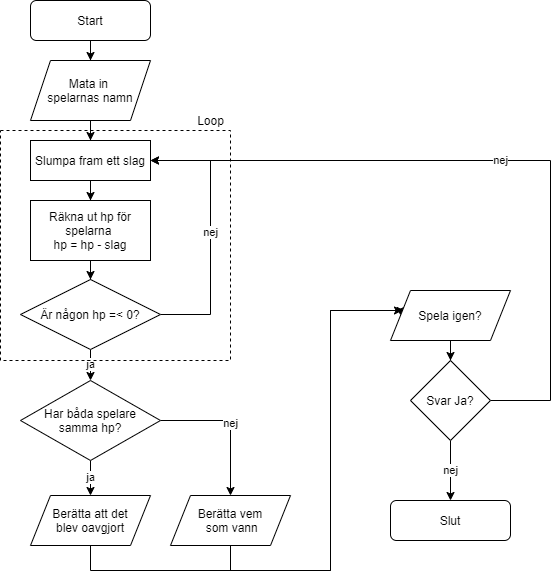 Start
Mata in
spelarnas namn
Loop
Slumpa fram ett slag
nej
Räkna ut hp för
spelarna
hp = hp - slag
nej
Är någon hp =< 0?
Spela igen?
ja
Har båda spelare
samma hp?
Svar Ja?
nej
ja
nej
Berätta att det
blev oavgjort
Berätta vem
som vann
Slut